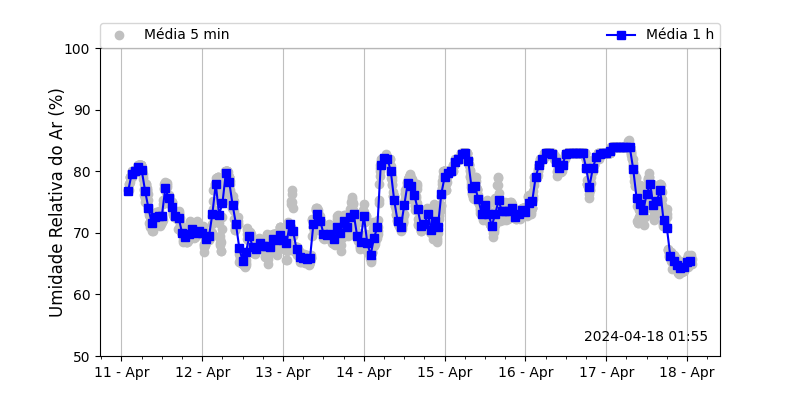 Média 5 min
Média 1 h
Umidade Relativa do Ar (%)
100
90
80
70
60
50
2024-04-18 01:55
11 - Apr
12 - Apr
13 - Apr
14 - Apr
15 - Apr
16 - Apr
17 - Apr
18 - Apr